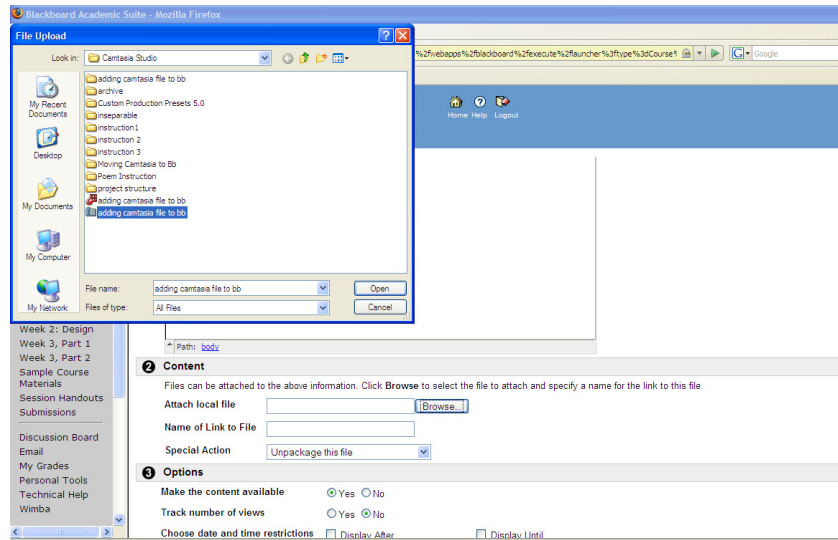 Blackboard Academic Suite - Mozilla Firefox
File Upload
Look in: Camtasia Studio
adding camtasia file to bb
archive
Custom Production Presets 5.0
inseparable
instruction1
instruction 2
instruction 3
Moving Camtasia to Bb
Poem Instruction
project structure
adding camtasia file to bb
adding camtasia file to bb
My Recent
Documents
Desktop
My Documents
My Computer
My Network
File name: adding camtasia file to bb Open
Files of type: All Files Cancel
%2fwebapps%2fblackboard%2fexecute%2flauncher%3ftype%3dCourse% G Google
Home Help Logout
Week 2: Design
Week 3, Part 1
Week 3, Part 2
Sample Course
Materials
Session Handouts
Submissions
Discussion Board
Email
My Grades
Personal Tools
Technical Help
Wimba
Path: body
2 Content
Files can be attached to the above information. Click Browse to select the file to attach and specify a name for the link to this file.
Attach local file Browse...
Name of Link to File
Special Action Unpackage this file
3 Options
Make the content available Yes No
Track number of views Yes No
Choose date and time restrictions Display After Display Until